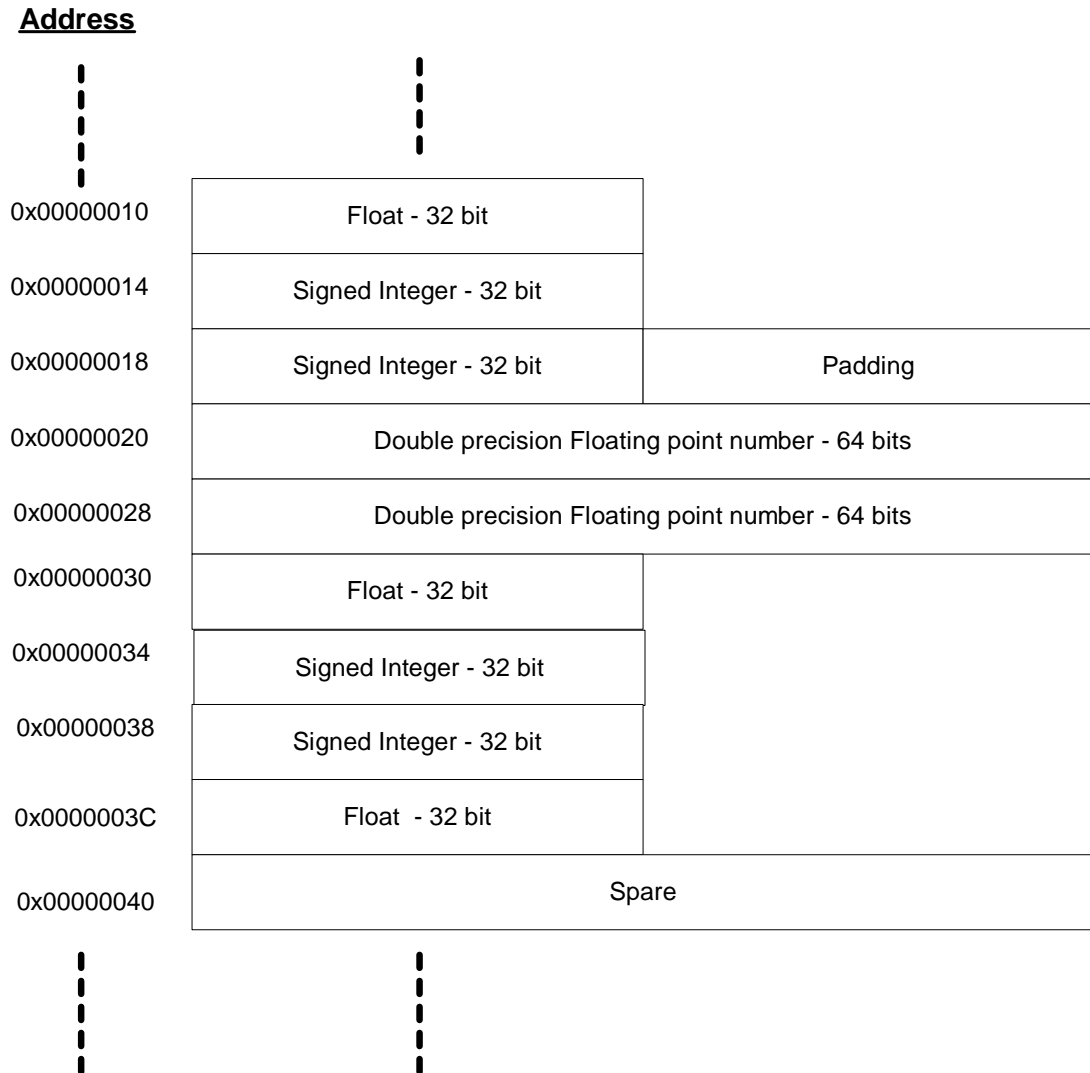 Address
0x00000010 Float - 32 bit
0x00000014 Signed Integer - 32 bit
0x00000018 Signed Integer - 32 bit Padding
0x00000020 Double precision Floating point number - 64 bits
0x00000028 Double precision Floating point number - 64 bits
0x00000030 Float - 32 bit
0x00000034 Signed Integer - 32 bit
0x00000038 Signed Integer - 32 bit
0x0000003C Float - 32 bit
0x00000040 Spare